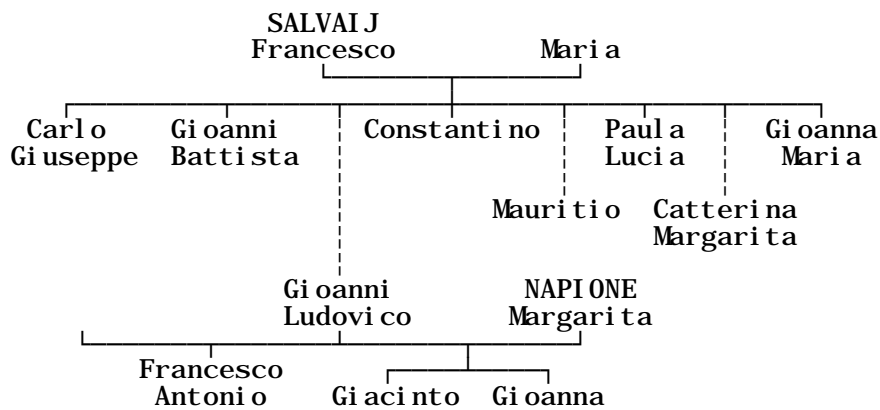 SALVAIJ
Francesco Maria
Carlo Gioanni Constantino Paula Gioanna
Giuseppe Battista Lucia Maria
Mauritio Catterina
Margarita
Gioanni NAPIONE
Ludovico Margarita
Francesco
Antonio Giacinto Gioanna